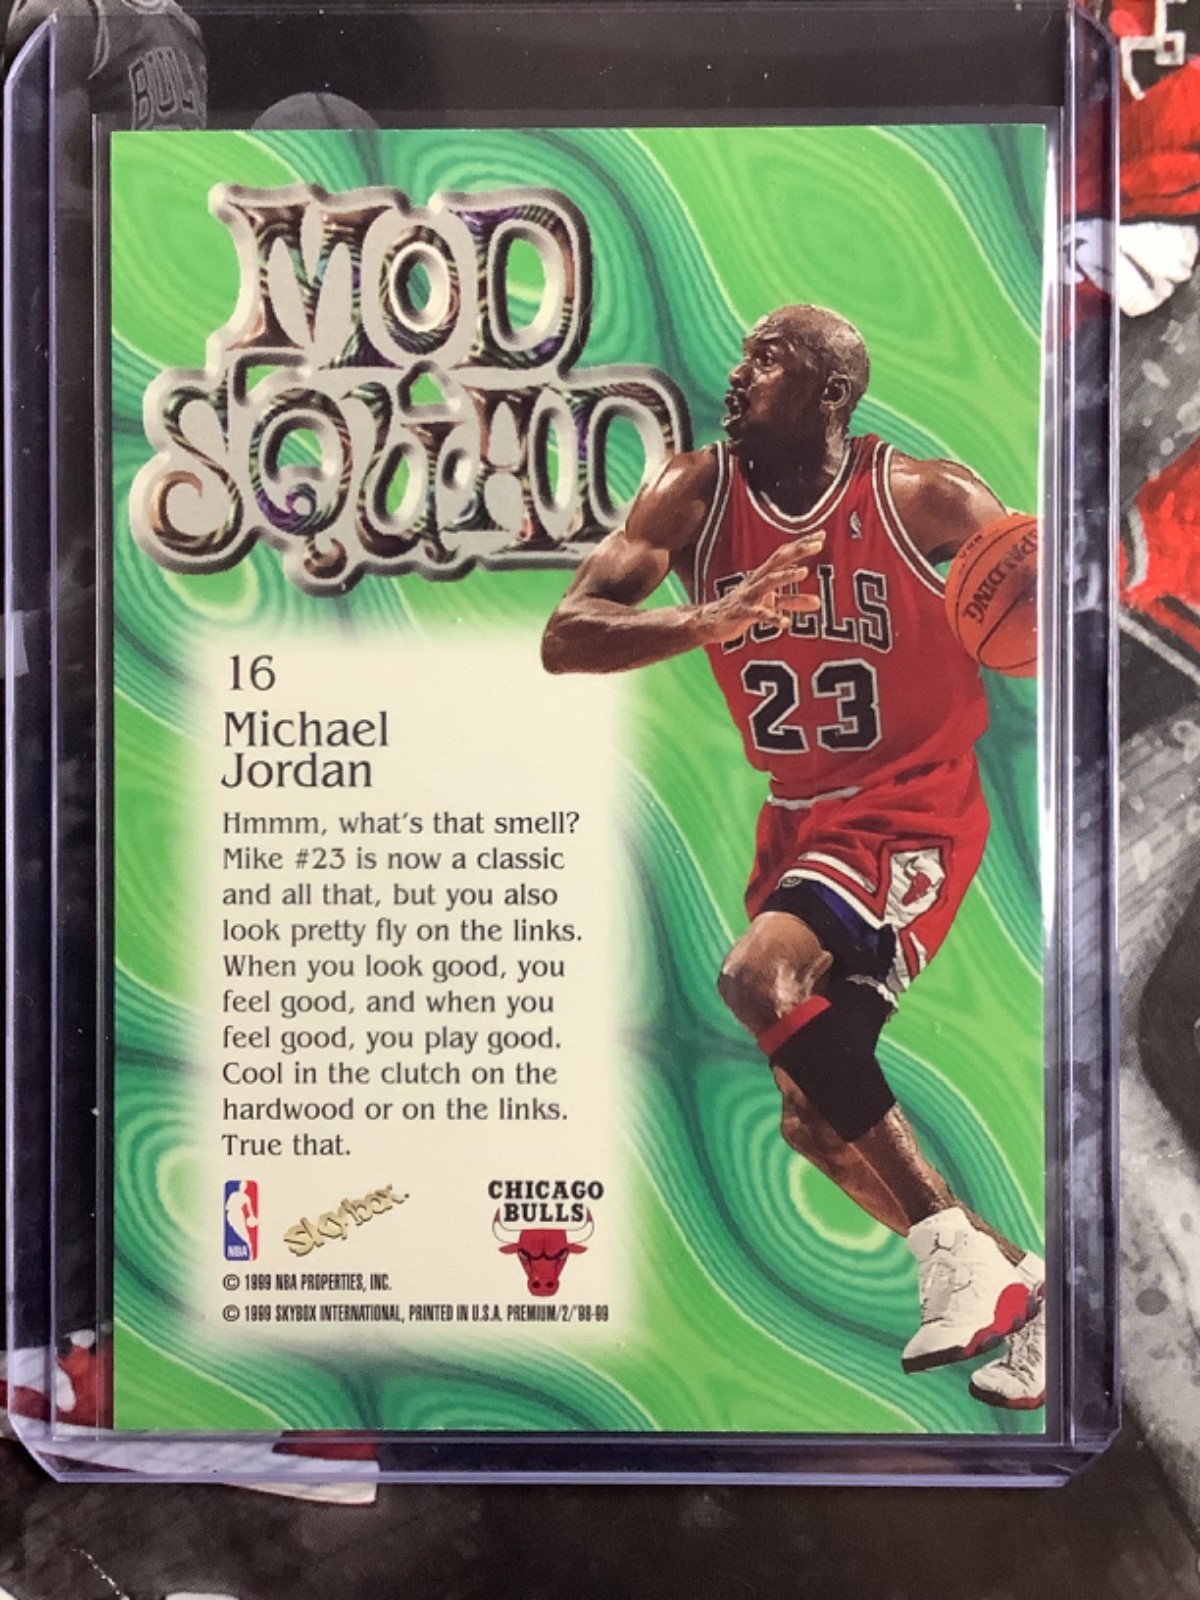 BUL
MOD
SQUAD
SPALDING
BULLS
23
16
Michael
Jordan
Hmmm, what's that smell?
Mike #23 is now a classic
and all that, but you also
look pretty fly on the links.
When you look good, you
feel good, and when you
feel good, you play good.
Cool in the clutch on the
hardwood or on the links.
True that.
NBA
Skybox.
CHICAGO
BULLS
© 1999 NBA PROPERTIES, INC.
© 1999 SKYBOX INTERNATIONAL, PRINTED IN U.S.A. PREMIUM/2/'98-99